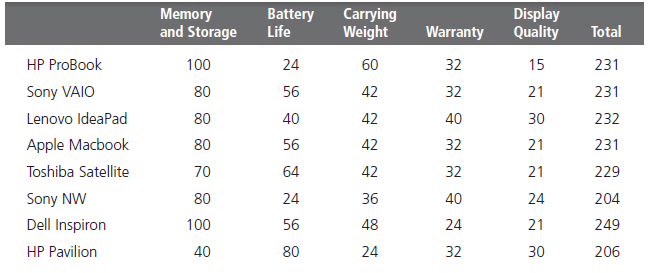 Memory and Storage Battery Life Carrying Weight Warranty Display Quality Total
HP ProBook 100 24 60 32 15 231
Sony VAIO 80 56 42 32 21 231
Lenovo IdeaPad 80 40 42 40 30 232
Apple Macbook 80 56 42 32 21 231
Toshiba Satellite 70 64 42 32 21 229
Sony NW 80 24 36 40 24 204
Dell Inspiron 100 56 48 24 21 249
HP Pavilion 40 80 24 32 30 206